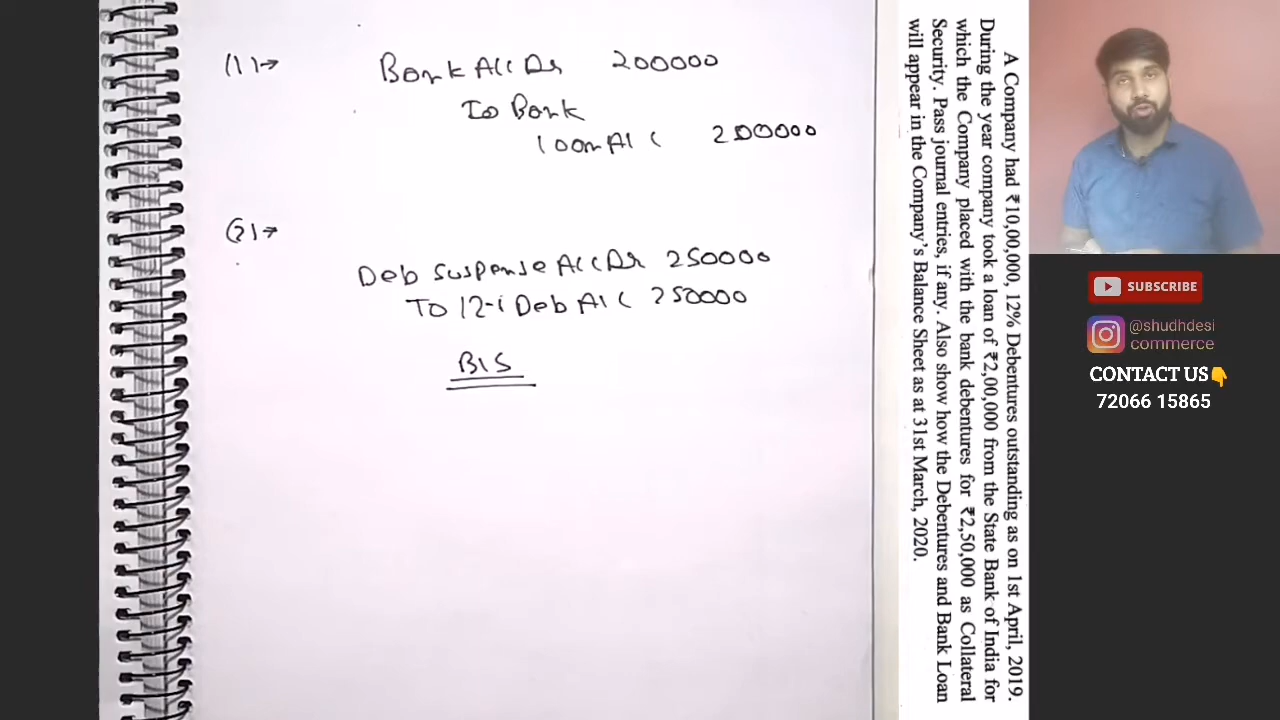 (1)→ Bank A/c Dr 200000
To Bank
loan A/c 200000
(2)→
Deb Suspense A/c Dr 250000
To 12-/ Deb A/c 250000
B/S
A Company had ₹10,00,000, 12% Debentures outstanding as on 1st April, 2019.
During the year company took a loan of ₹2,00,000 from the State Bank of India for
which the Company placed with the bank debentures for ₹2,50,000 as Collateral
Security. Pass journal entries, if any. Also show how the Debentures and Bank Loan
will appear in the Company's Balance Sheet as at 31st March, 2020.
SUBSCRIBE
@shudhdesi
commerce
CONTACT US👇
72066 15865